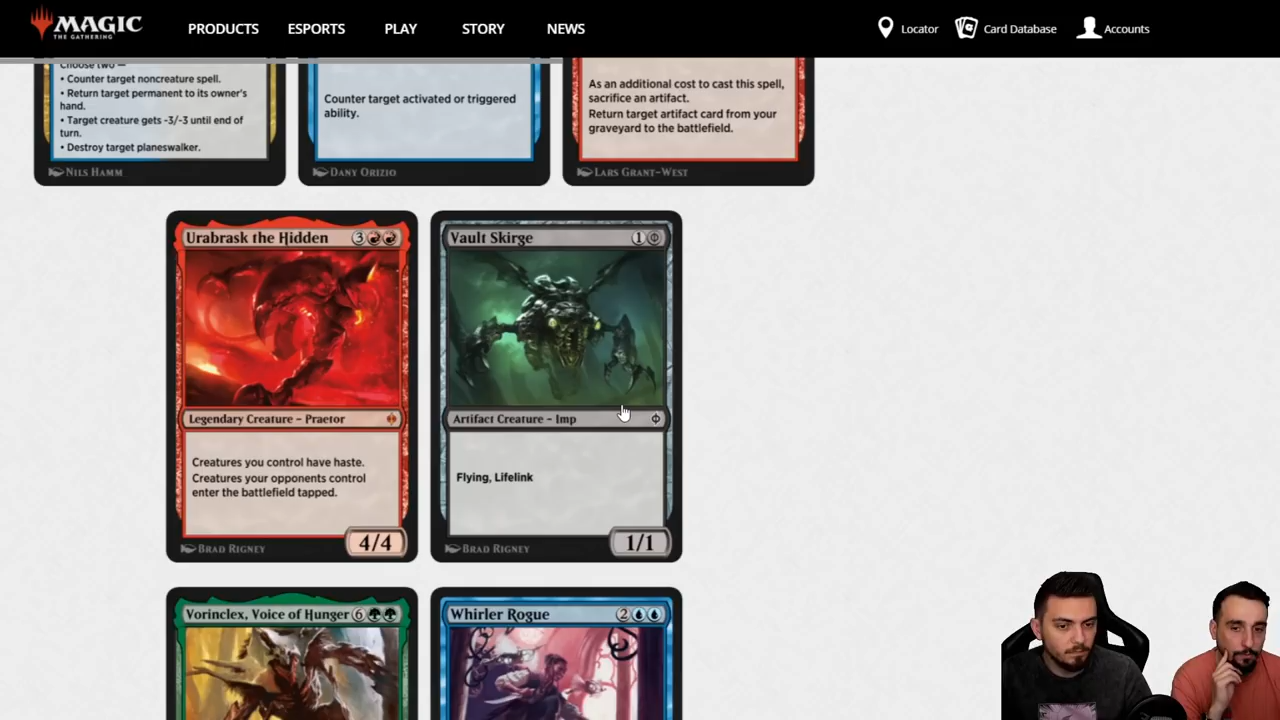 MAGIC
THE GATHERING
PRODUCTS ESPORTS PLAY STORY NEWS
Locator Card Database Accounts
Choose two —
• Counter target noncreature spell.
• Return target permanent to its owner's
hand.
• Target creature gets -3/-3 until end of
turn.
• Destroy target planeswalker.
NILS HAMM
Counter target activated or triggered
ability.
DANY ORIZIO
As an additional cost to cast this spell,
sacrifice an artifact.
Return target artifact card from your
graveyard to the battlefield.
LARS GRANT-WEST
Urabrask the Hidden 3
Legendary Creature – Praetor
Creatures you control have haste.
Creatures your opponents control
enter the battlefield tapped.
BRAD RIGNEY
4/4
Vault Skirge 1
Artifact Creature – Imp
Flying, Lifelink
BRAD RIGNEY
1/1
Vorinclex, Voice of Hunger 6
Whirler Rogue 2